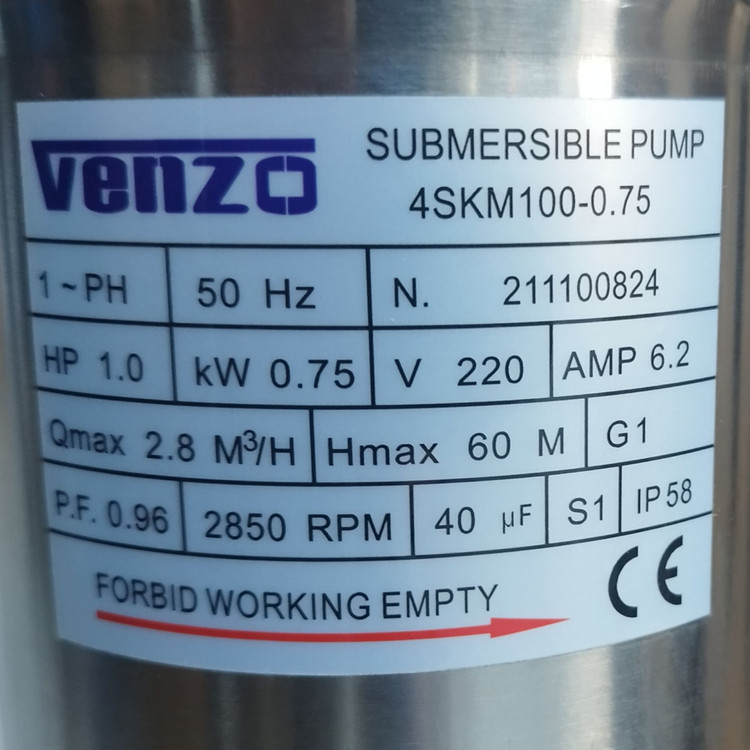 venzo
SUBMERSIBLE PUMP
4SKM100-0.75
1~PH 50 Hz N. 211100824
HP 1.0 kW 0.75 V 220 AMP 6.2
Qmax 2.8 M³/H Hmax 60 M G1
P.F. 0.96 2850 RPM 40 µF S1 IP58
FORBID WORKING EMPTY CE